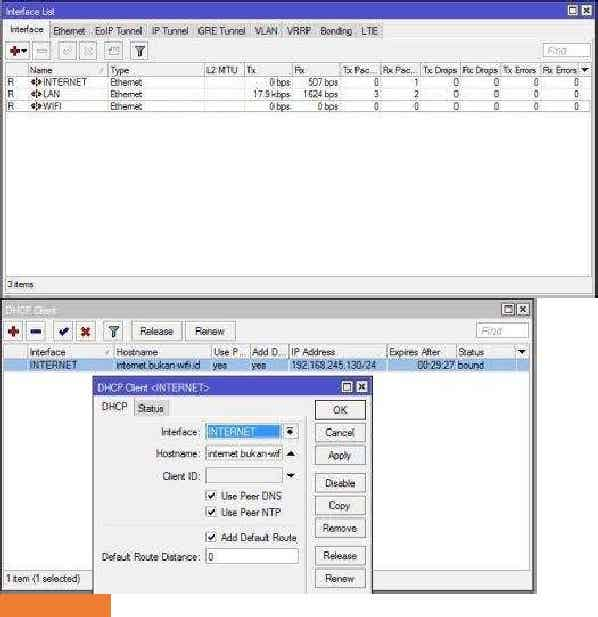 Interface List
Interface Ethernet EoIP Tunnel IP Tunnel GRE Tunnel VLAN VRRP Bonding LTE
Find
Name Type L2 MTU Tx Rx Tx Pac... Rx Pac... Tx Drops Rx Drops Tx Errors Rx Errors
R INTERNET Ethernet 0 bps 507 bps 0 1 0 0 0 0
R LAN Ethernet 17.9 kbps 1624 bps 3 2 0 0 0 0
R WIFI Ethernet 0 bps 0 bps 0 0 0 0 0 0
3 items
DHCP Client
Release Renew Find
Interface Hostname Use P... Add D... IP Address Expires After Status
INTERNET internet.bukan-wifi.id yes yes 192.168.245.130/24 00:29:27 bound
DHCP Client <INTERNET>
DHCP Status
Interface: INTERNET
Hostname: internet.bukan-wif
Client ID:
Use Peer DNS
Use Peer NTP
Add Default Route
Default Route Distance: 0
OK
Cancel
Apply
Disable
Copy
Remove
Release
Renew
1 item (1 selected)